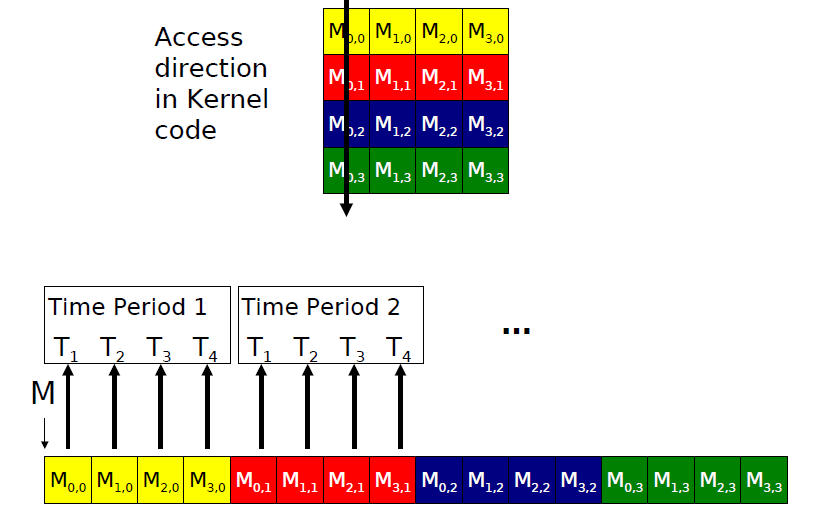 Access
direction
in Kernel
code
M0,0 M1,0 M2,0 M3,0
M0,1 M1,1 M2,1 M3,1
M0,2 M1,2 M2,2 M3,2
M0,3 M1,3 M2,3 M3,3
Time Period 1 Time Period 2 ...
T1 T2 T3 T4 T1 T2 T3 T4
M
M0,0 M1,0 M2,0 M3,0 M0,1 M1,1 M2,1 M3,1 M0,2 M1,2 M2,2 M3,2 M0,3 M1,3 M2,3 M3,3